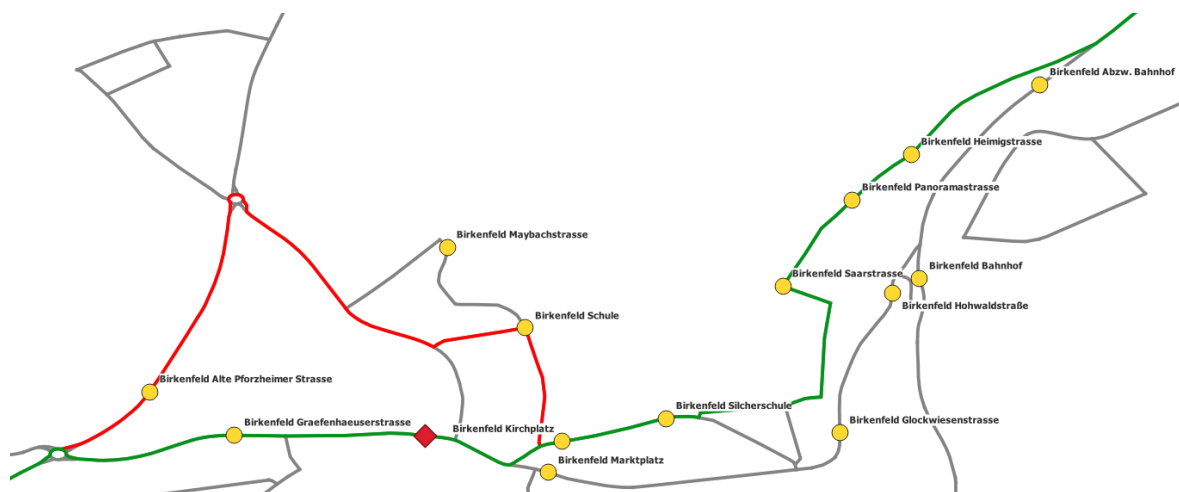 Birkenfeld Abzw. Bahnhof
Birkenfeld Heimigstrasse
Birkenfeld Panoramastrasse
Birkenfeld Maybachstrasse
Birkenfeld Bahnhof
Birkenfeld Saarstrasse
Birkenfeld Hohwaldstraße
Birkenfeld Schule
Birkenfeld Alte Pforzheimer Strasse
Birkenfeld Silcherschule
Birkenfeld Graefenhaeuserstrasse
Birkenfeld Kirchplatz
Birkenfeld Glockwiesenstrasse
Birkenfeld Marktplatz